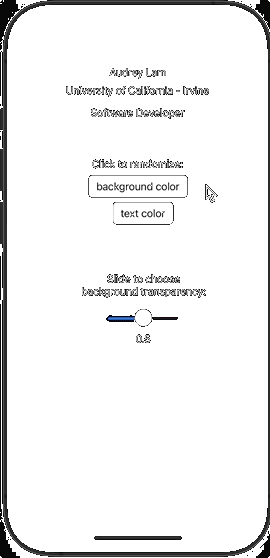 Audrey Lam
University of California - Irvine
Software Developer
Click to randomize:
background color
text color
Slide to choose
background transparency:
0.8